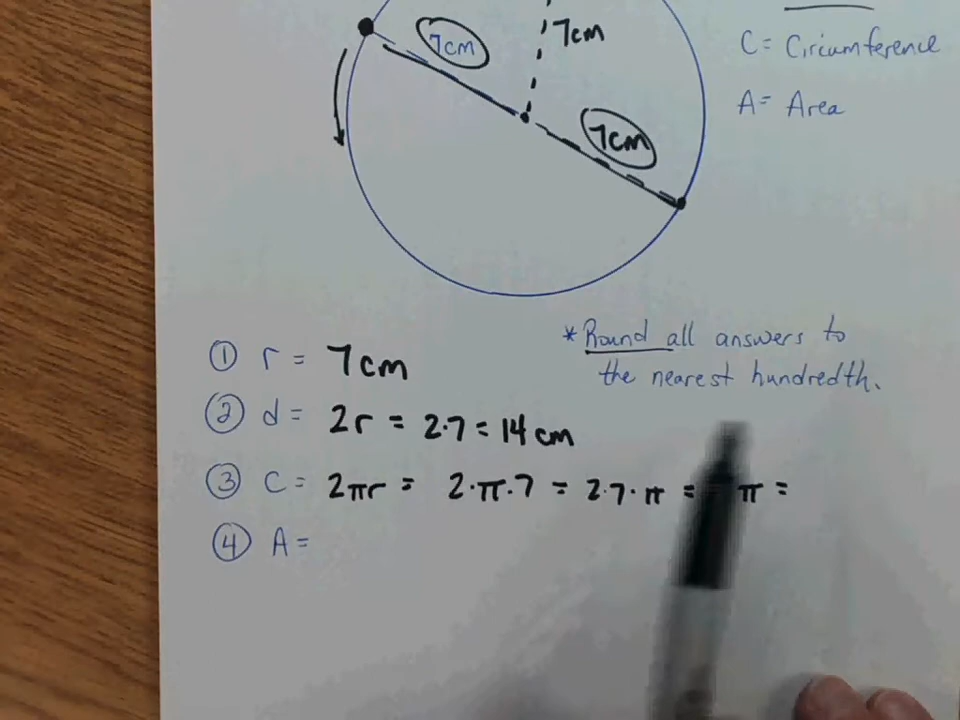 7cm
7cm
7cm
C = Circumference
A = Area
* Round all answers to
the nearest hundredth.
① r = 7cm
② d = 2r = 2·7 = 14 cm
③ C = 2πr = 2·π·7 = 2·7·π = π =
④ A =